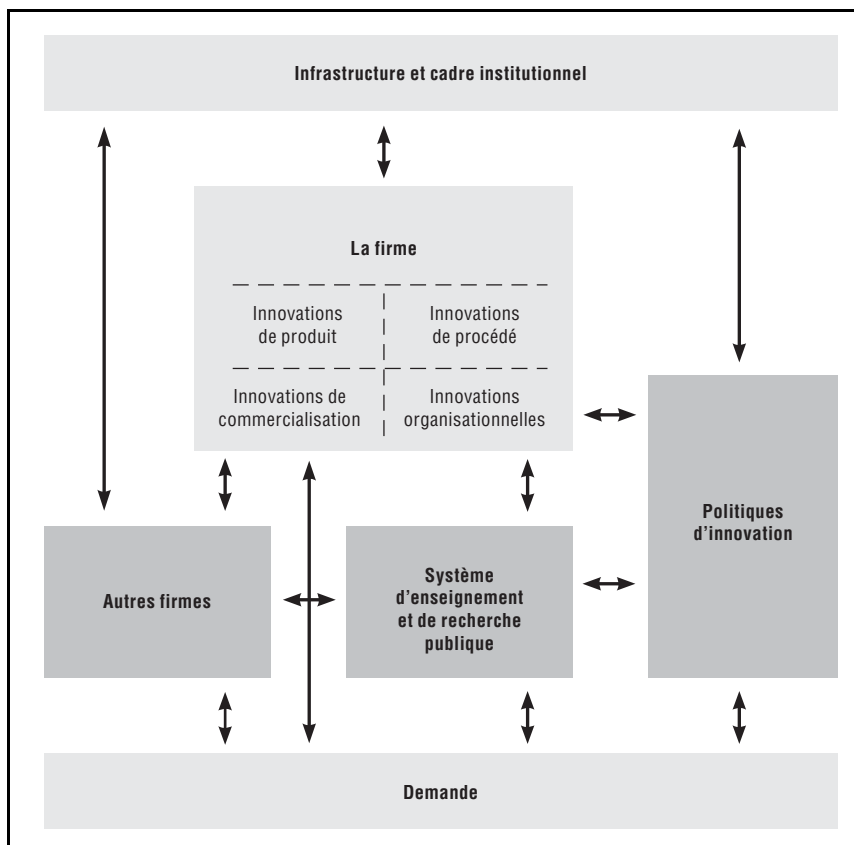 Infrastructure et cadre institutionnel
La firme
Innovations
de produit
Innovations
de procédé
Innovations de
commercialisation
Innovations
organisationnelles
Politiques
d'innovation
Autres firmes
Système
d'enseignement
et de recherche
publique
Demande